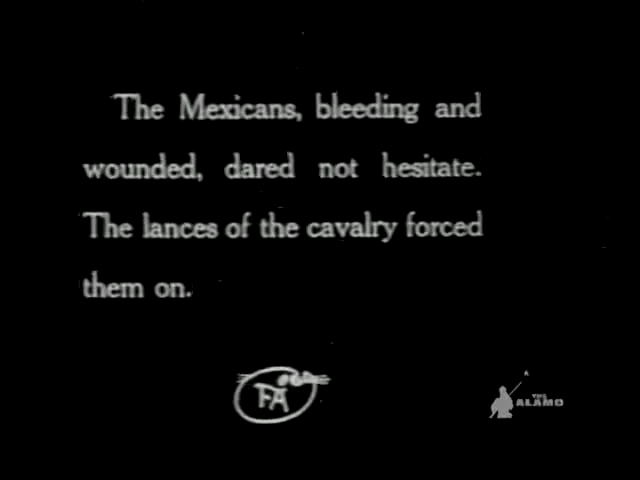 The Mexicans, bleeding and
wounded, dared not hesitate.
The lances of the cavalry forced
them on.
FA
THE
ALAMO